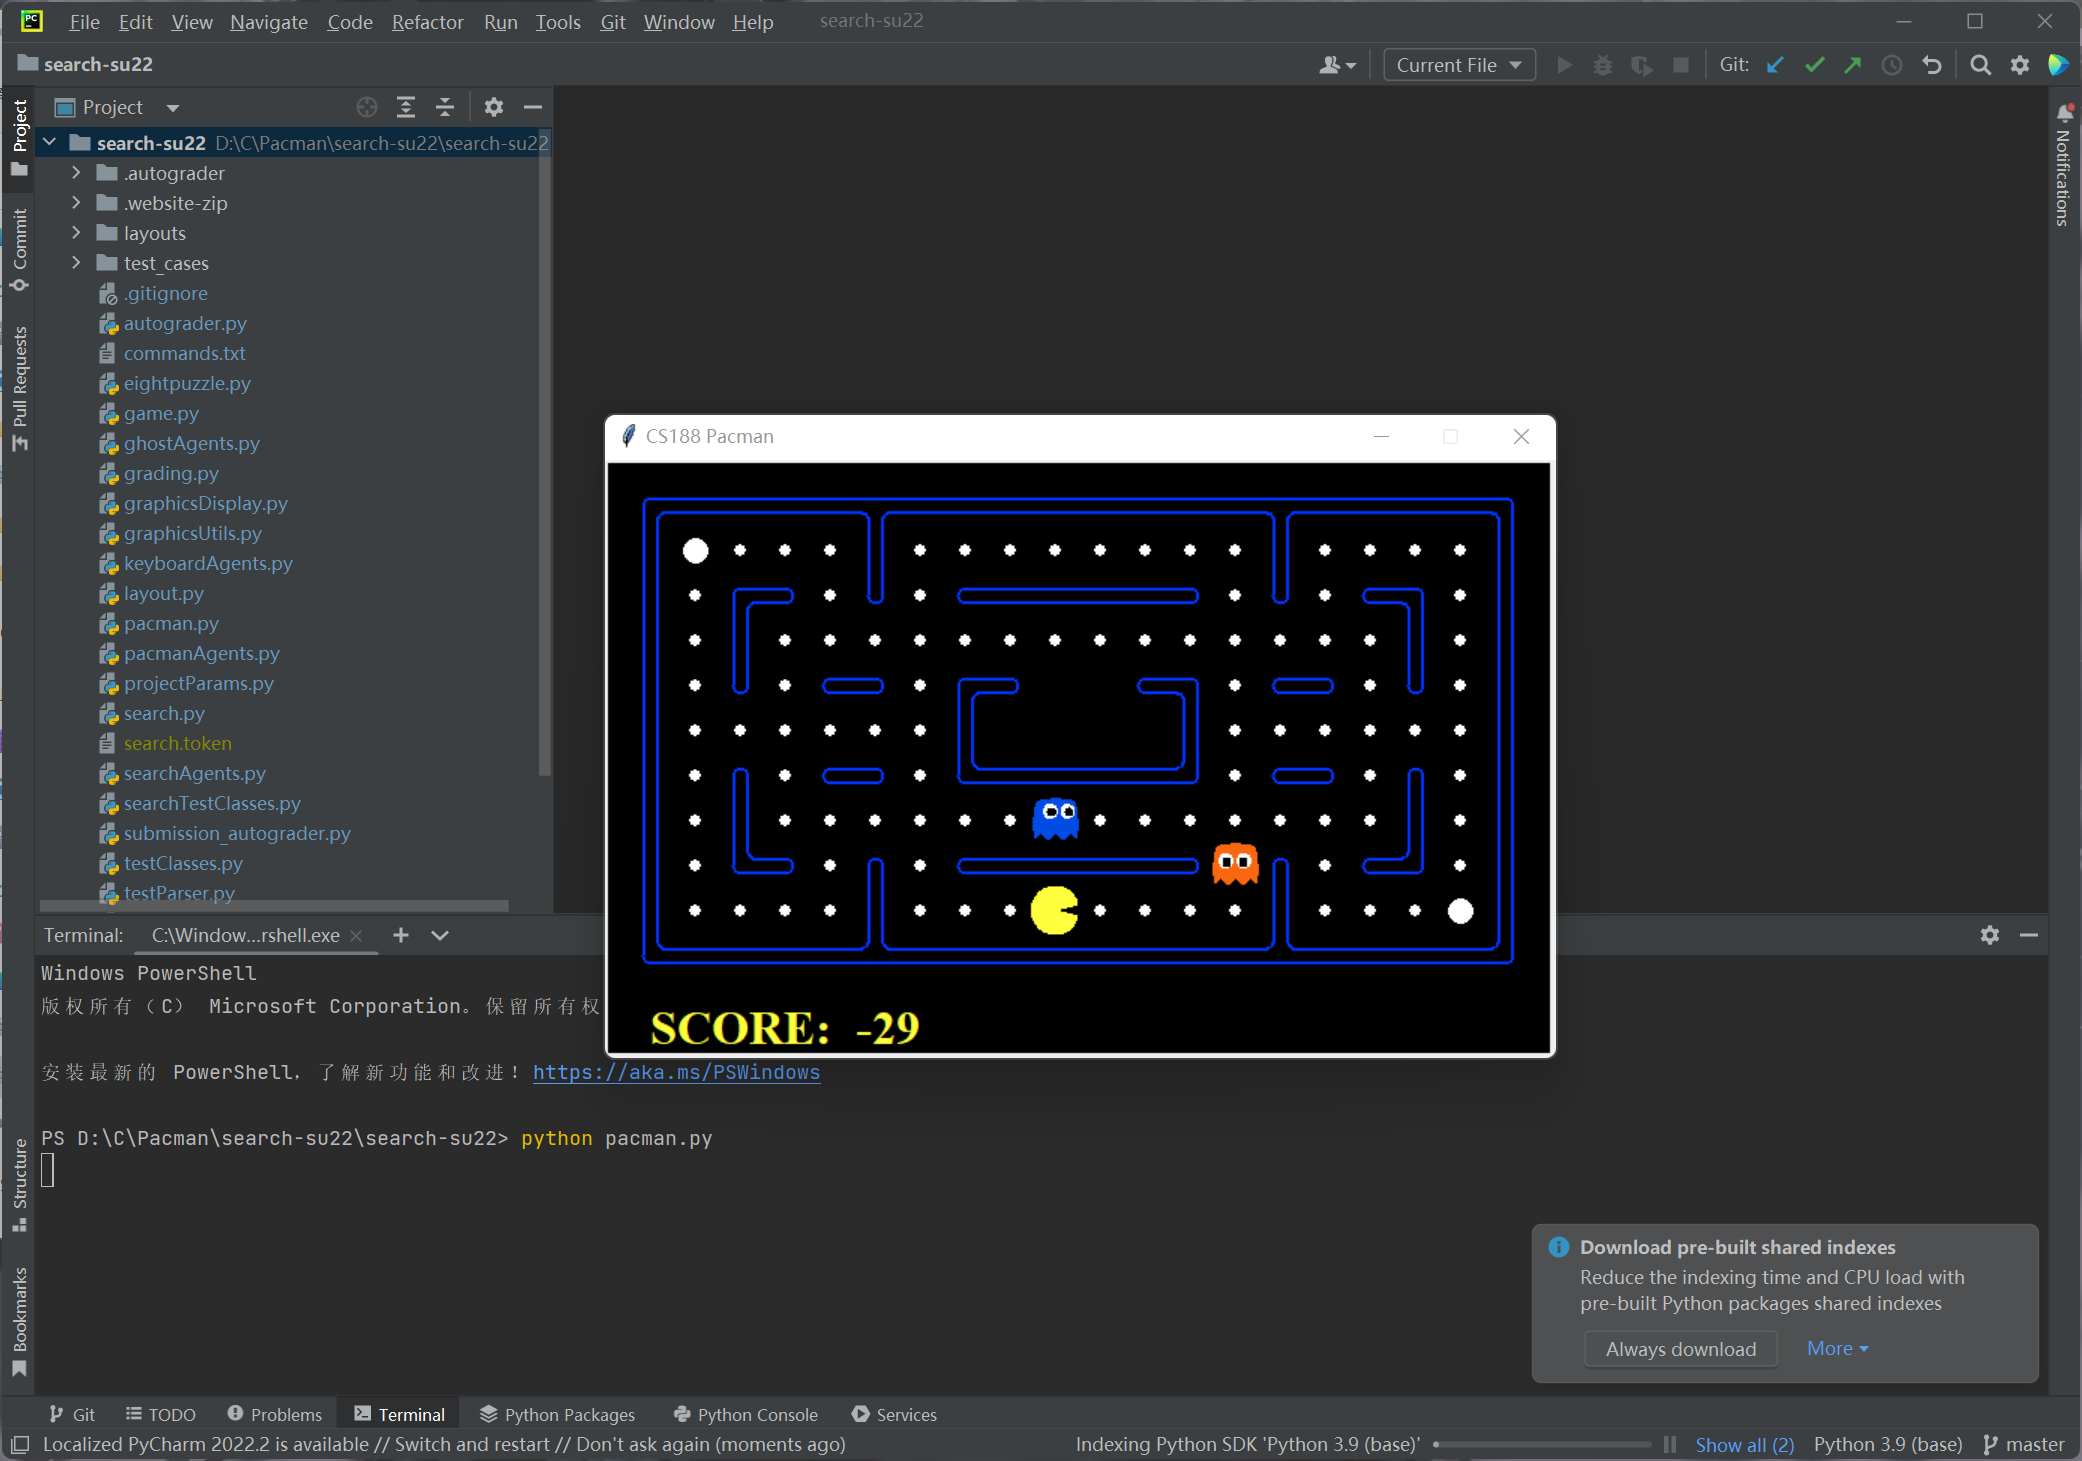 PC File Edit View Navigate Code Refactor Run Tools Git Window Help search-su22
search-su22 Current File Git:
Project
search-su22 D:\C\Pacman\search-su22\search-su22
.autograder
.website-zip
layouts
test_cases
.gitignore
autograder.py
commands.txt
eightpuzzle.py
game.py
ghostAgents.py
grading.py
graphicsDisplay.py
graphicsUtils.py
keyboardAgents.py
layout.py
pacman.py
pacmanAgents.py
projectParams.py
search.py
search.token
searchAgents.py
searchTestClasses.py
submission_autograder.py
testClasses.py
testParser.py
Project
Commit
Pull Requests
Structure
Bookmarks
Notifications
CS188 Pacman
SCORE: -29
Terminal: C:\Window...rshell.exe
Windows PowerShell
版权所有（C） Microsoft Corporation。保留所有权
安装最新的 PowerShell，了解新功能和改进！https://aka.ms/PSWindows
PS D:\C\Pacman\search-su22\search-su22> python pacman.py
Download pre-built shared indexes
Reduce the indexing time and CPU load with
pre-built Python packages shared indexes
Always download More
Git TODO Problems Terminal Python Packages Python Console Services
Localized PyCharm 2022.2 is available // Switch and restart // Don't ask again (moments ago) Indexing Python SDK 'Python 3.9 (base)' Show all (2) Python 3.9 (base) master